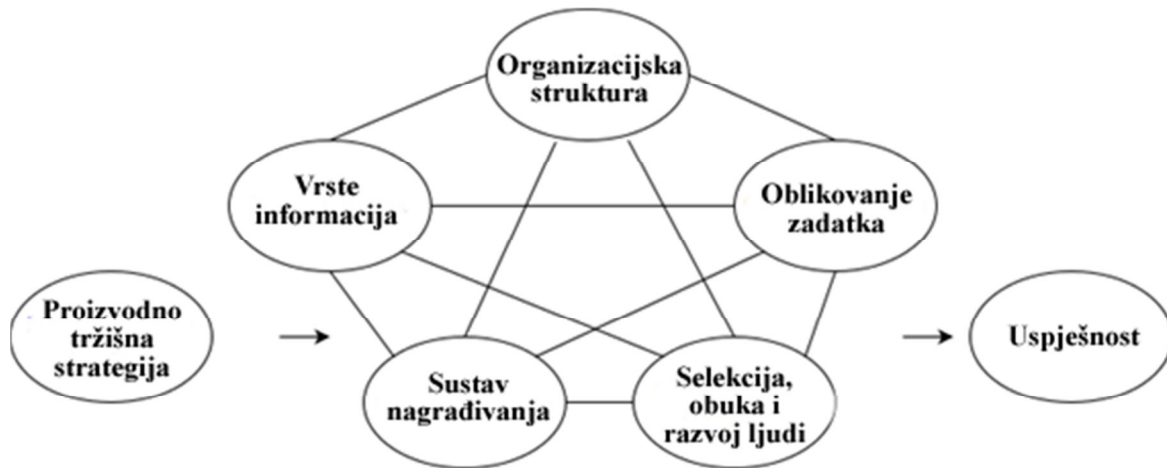 Organizacijska
struktura
Vrste
informacija
Oblikovanje
zadatka
Proizvodno
tržišna
strategija
Sustav
nagrađivanja
Selekcija,
obuka i
razvoj ljudi
Uspješnost